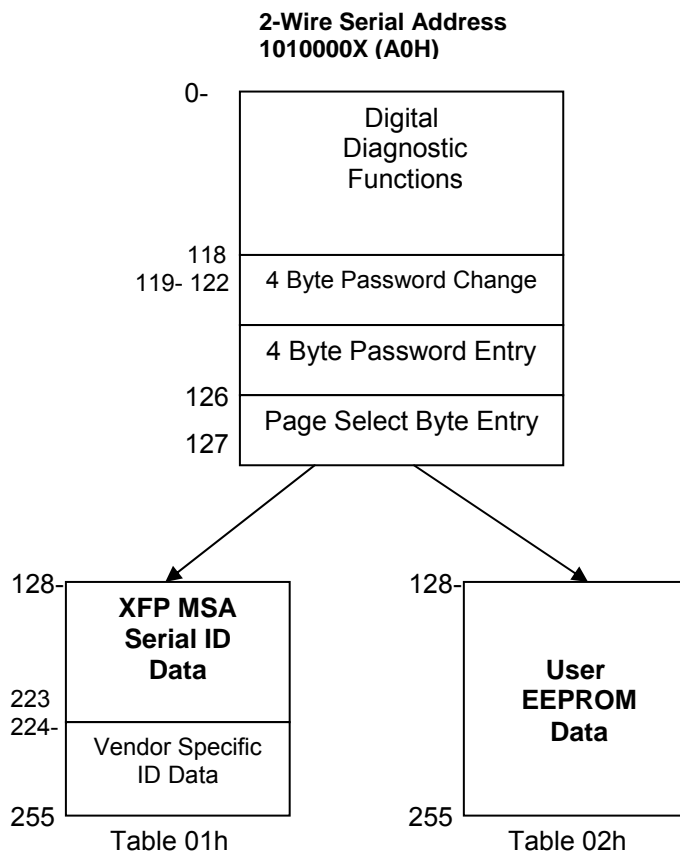 2-Wire Serial Address
1010000X (A0H)
0-
Digital
Diagnostic
Functions
118
119- 122
4 Byte Password Change
4 Byte Password Entry
126
Page Select Byte Entry
127
128-
XFP MSA
Serial ID
Data
223
224-
Vendor Specific
ID Data
255
Table 01h
128-
User
EEPROM
Data
255
Table 02h